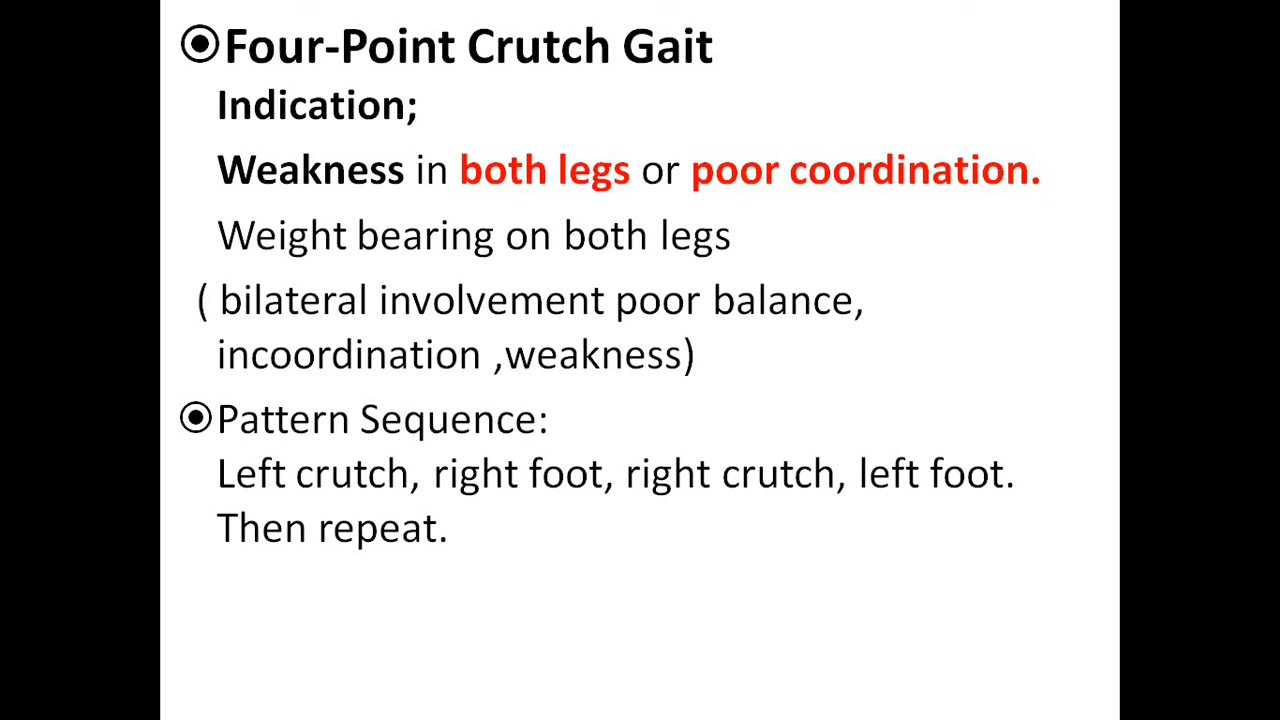 Four-Point Crutch Gait
Indication;
Weakness in both legs or poor coordination.
Weight bearing on both legs
( bilateral involvement poor balance,
incoordination ,weakness)
Pattern Sequence:
Left crutch, right foot, right crutch, left foot.
Then repeat.